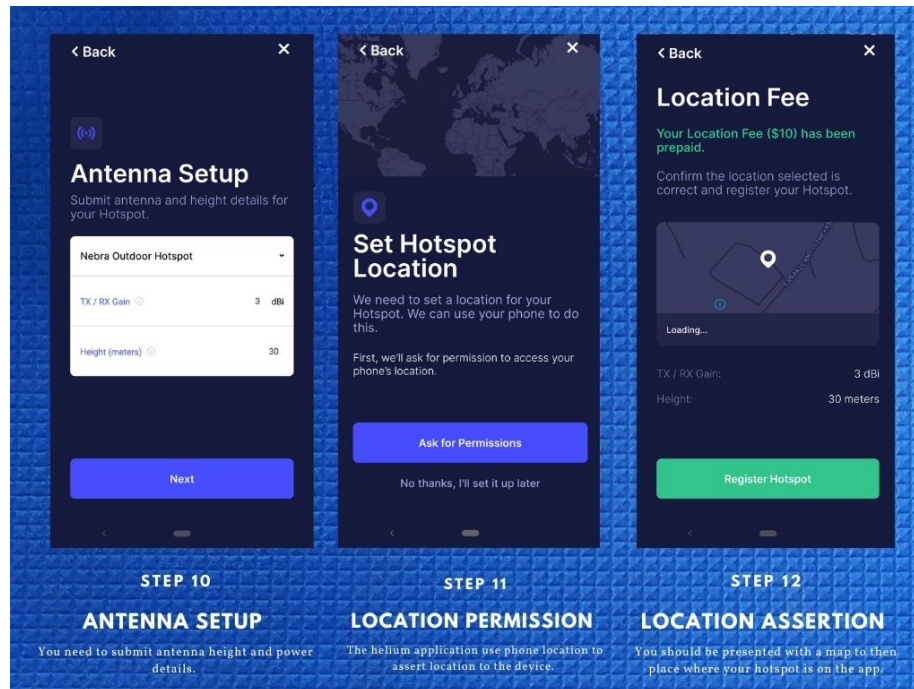 < Back
×
Antenna Setup
Submit antenna and height details for
your Hotspot.
Nebra Outdoor Hotspot
TX / RX Gain
3 dBi
Height (meters)
30
Next
STEP 10
ANTENNA SETUP
You need to submit antenna height and power
details.
< Back
×
Set Hotspot
Location
We need to set a location for your
Hotspot. We can use your phone to do
this.
First, we'll ask for permission to access your
phone's location.
Ask for Permissions
No thanks, I'll set it up later
STEP 11
LOCATION PERMISSION
The helium application use phone location to
assert location to the device.
< Back
×
Location Fee
Your Location Fee ($10) has been
prepaid.
Confirm the location selected is
correct and register your Hotspot.
Loading...
TX / RX Gain:
3 dBi
Height:
30 meters
Register Hotspot
STEP 12
LOCATION ASSERTION
You should be presented with a map to then
place where your hotspot is on the app.